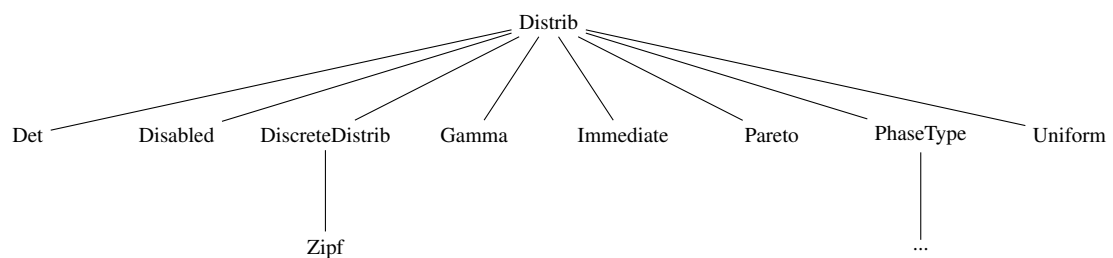 Distrib
Det Disabled DiscreteDistrib Gamma Immediate Pareto PhaseType Uniform
Zipf ...